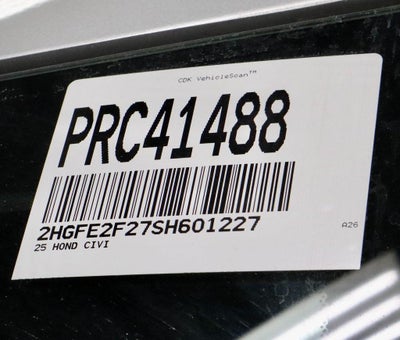 CDK VehicleScan™
PRC41488
2HGFE2F27SH601227
25 HOND CIVI
A26